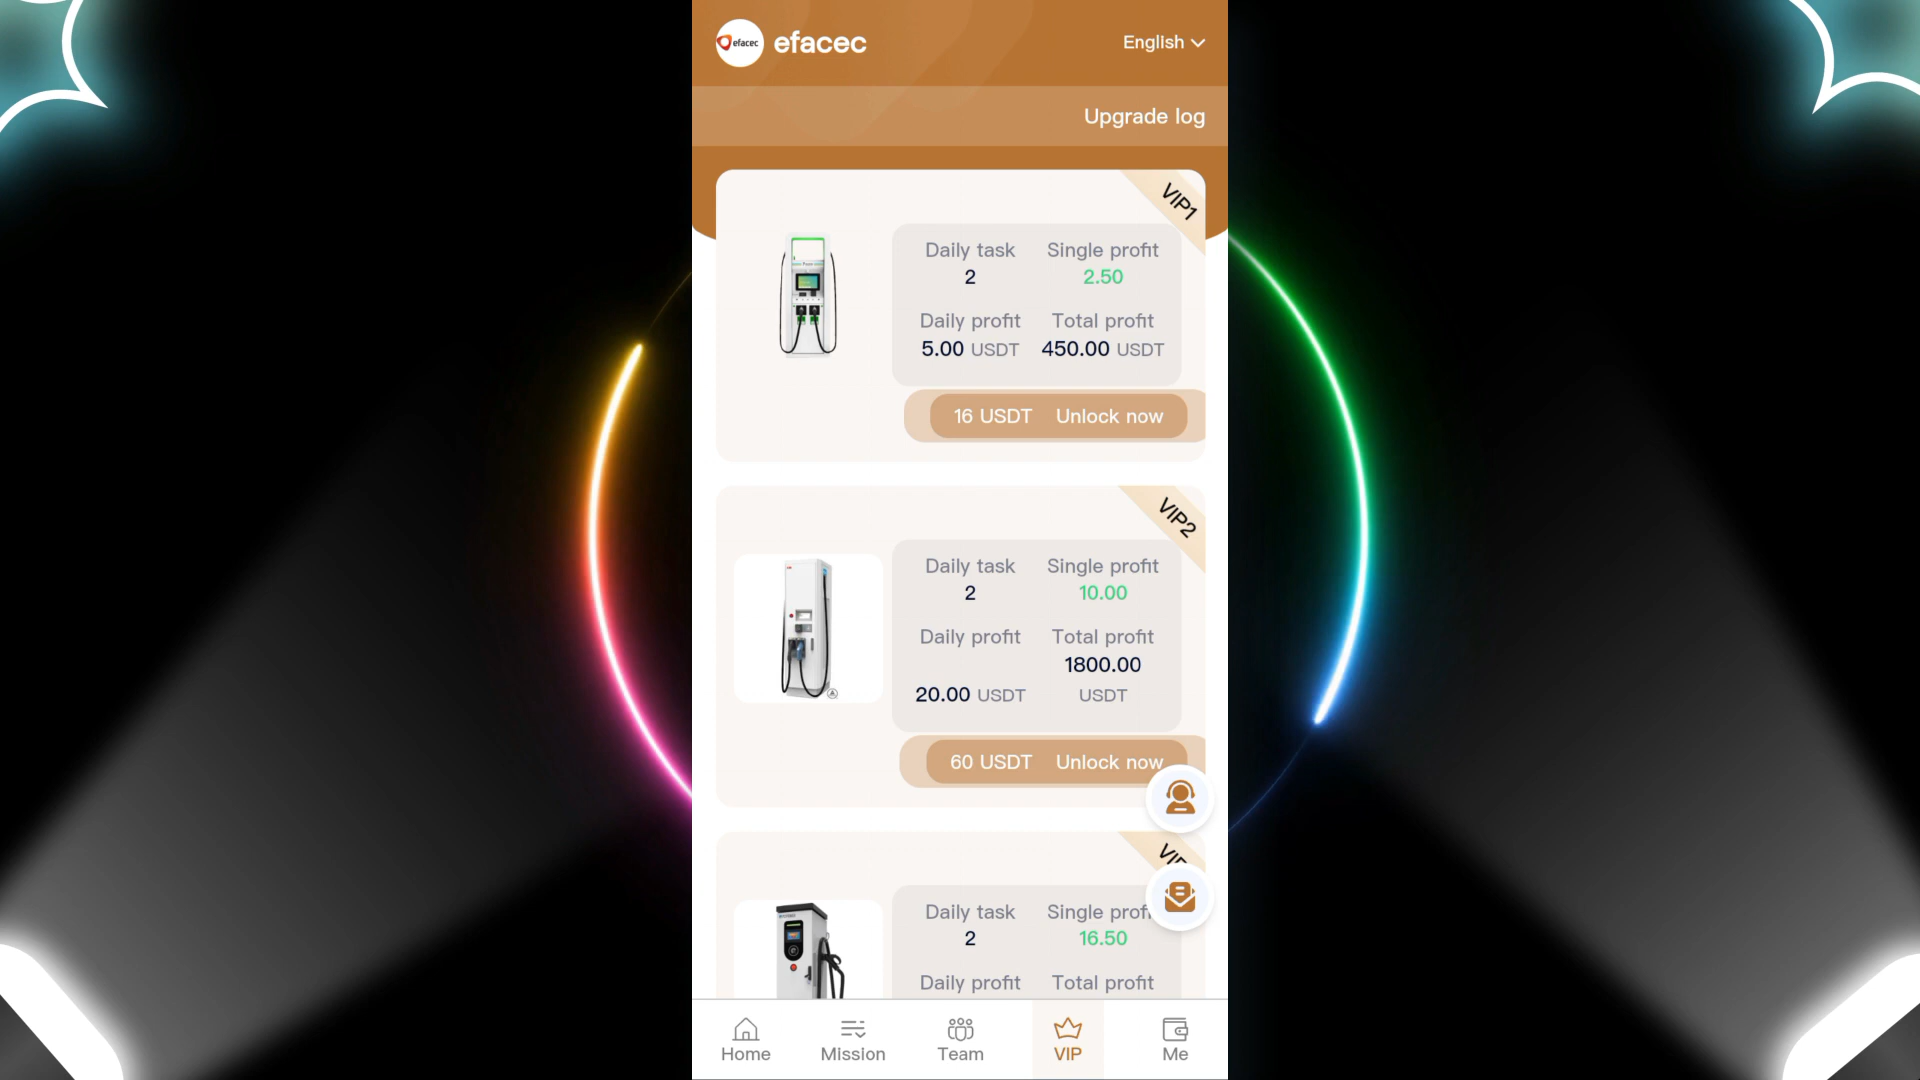 efacec efacec English
Upgrade log
VIP1
Daily task Single profit
2 2.50
Daily profit Total profit
5.00 USDT 450.00 USDT
16 USDT Unlock now
VIP2
Daily task Single profit
2 10.00
Daily profit Total profit
1800.00
20.00 USDT USDT
60 USDT Unlock now
Daily task Single
2 16.50
Daily profit Total profit
Home Mission Team VIP Me